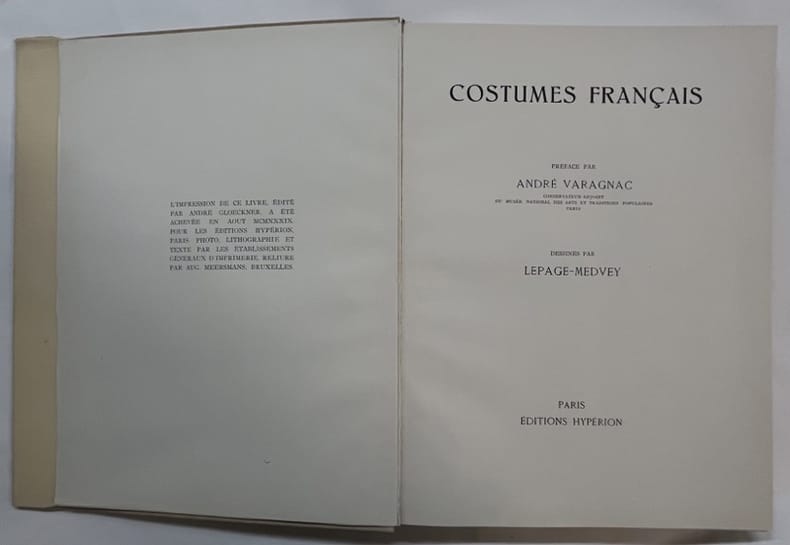 L'IMPRESSION DE CE LIVRE, ÉDITÉ
PAR ANDRÉ GLOECKNER, A ÉTÉ
ACHEVÉE EN AOUT MCMXXXIX.
POUR LES ÉDITIONS HYPÉRION,
PARIS PHOTO, LITHOGRAPHIE ET
TEXTE PAR LES ETABLISSEMENTS
GÉNÉRAUX D'IMPRIMERIE, RELIURE
PAR AUG. MEERSMANS, BRUXELLES.
COSTUMES FRANÇAIS
PRÉFACE PAR
ANDRÉ VARAGNAC
CONSERVATEUR ADJOINT
DU MUSÉE NATIONAL DES ARTS ET TRADITIONS POPULAIRES
PARIS
DESSINÉS PAR
LEPAGE-MEDVEY
PARIS
ÉDITIONS HYPÉRION